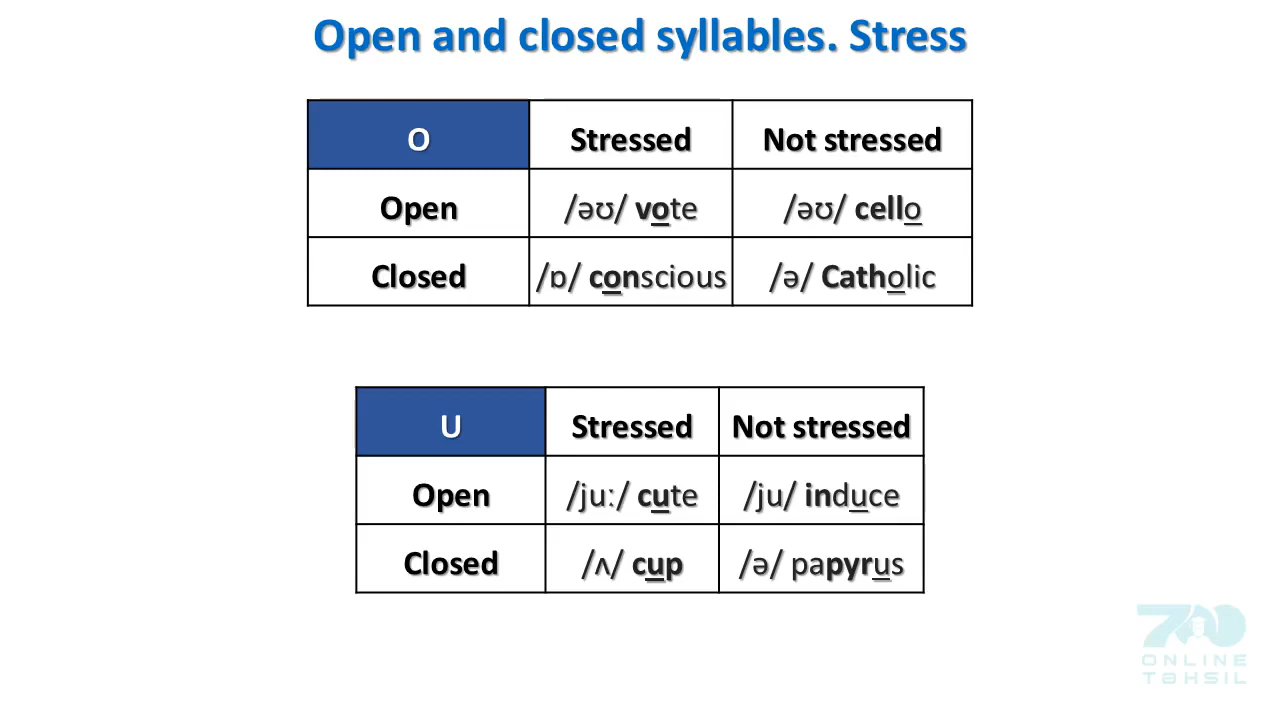 Open and closed syllables. Stress
O Stressed Not stressed
Open /əʊ/ vote /əʊ/ cello
Closed /ɒ/ conscious /ə/ Catholic
U Stressed Not stressed
Open /juː/ cute /ju/ induce
Closed /ʌ/ cup /ə/ papyrus
700
ONLINE
TƏHSIL